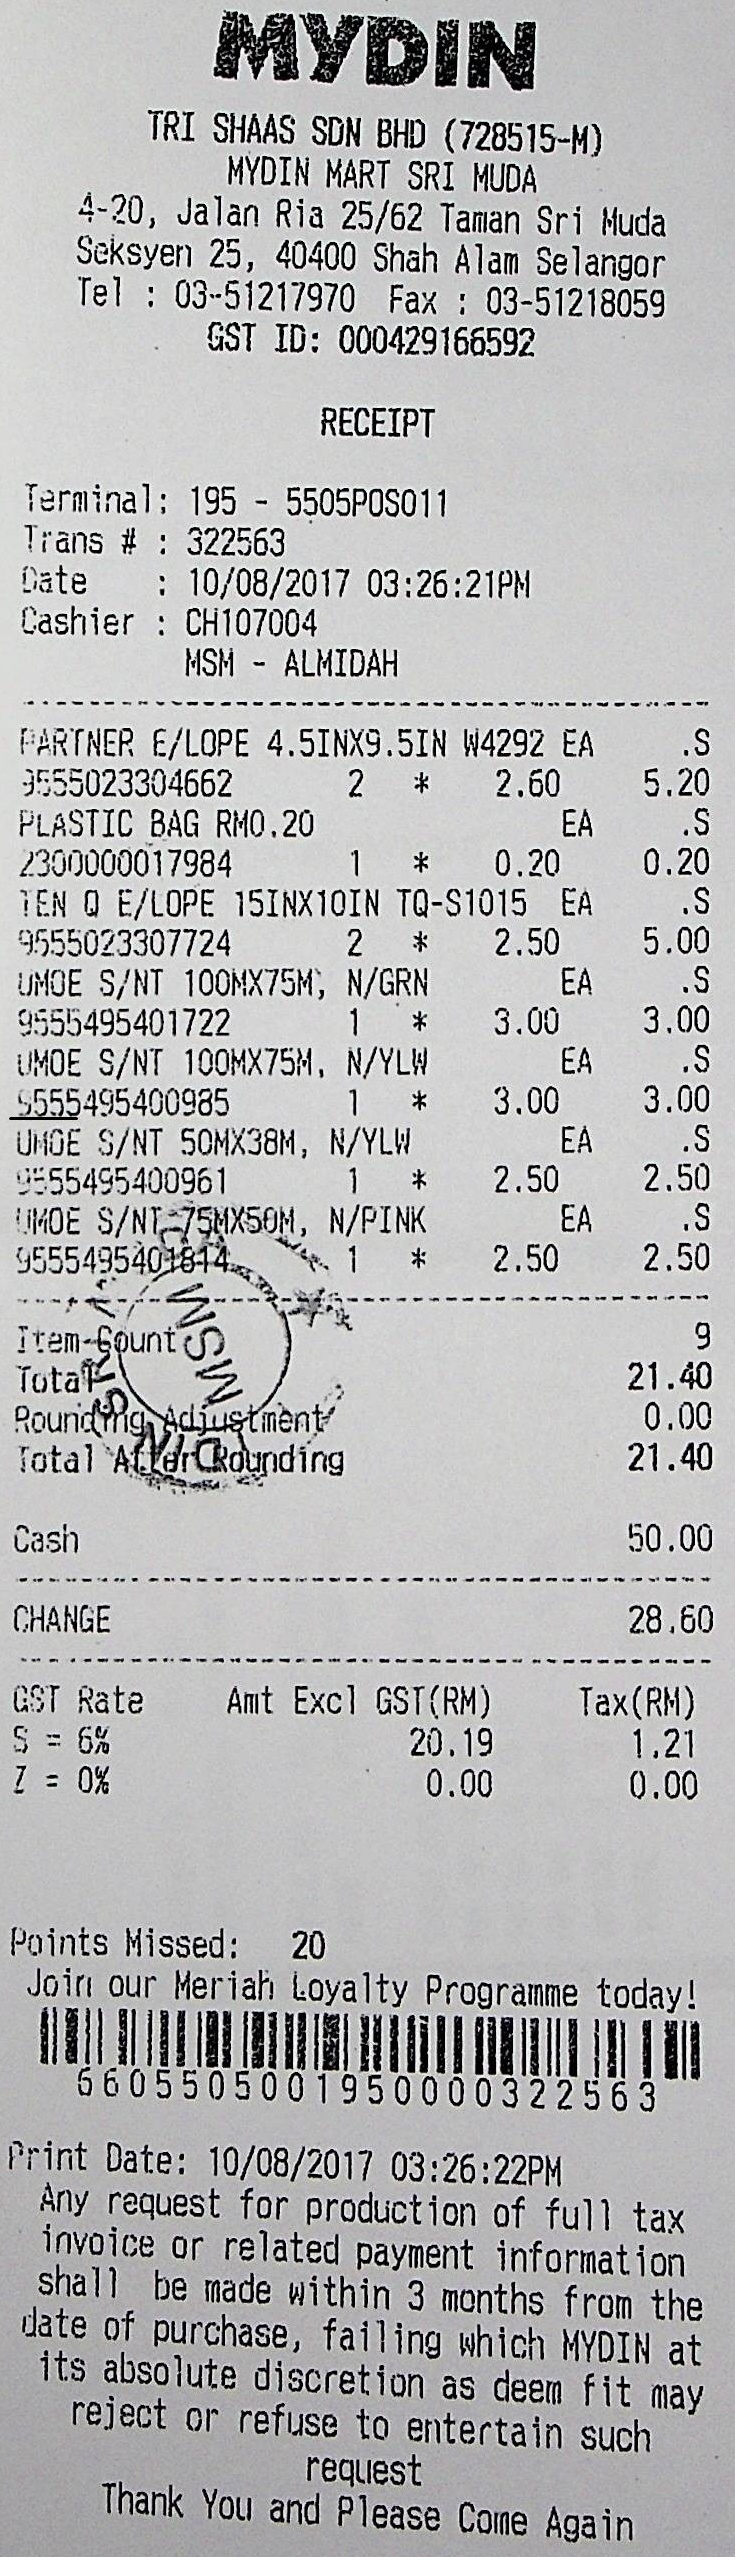 MYDIN
TRI SHAAS SDN BHD (728515-M)
MYDIN MART SRI MUDA
4-20, Jalan Ria 25/62 Taman Sri Muda
Seksyen 25, 40400 Shah Alam Selangor
Tel : 03-51217970 Fax : 03-51218059
GST ID: 000429166592
RECEIPT
Terminal: 195 - 5505POS011
Trans # : 322563
Date : 10/08/2017 03:26:21PM
Cashier : CH107004
MSM - ALMIDAH
PARTNER E/LOPE 4.5INX9.5IN W4292 EA .S
9555023304662 2 * 2.60 5.20
PLASTIC BAG RM0.20 EA .S
2300000017984 1 * 0.20 0.20
TEN Q E/LOPE 15INX10IN TQ-S1015 EA .S
9555023307724 2 * 2.50 5.00
UMOE S/NT 100MX75M, N/GRN EA .S
9555495401722 1 * 3.00 3.00
UMOE S/NT 100MX75M, N/YLW EA .S
9555495400985 1 * 3.00 3.00
UMOE S/NT 50MX38M, N/YLW EA .S
9555495400961 1 * 2.50 2.50
UMOE S/NT 75MX50M, N/PINK EA .S
9555495401814 1 * 2.50 2.50
Item Count 9
Total 21.40
Rounding Adjustment 0.00
Total After Rounding 21.40
MSM
Cash 50.00
CHANGE 28.60
GST Rate Amt Excl GST(RM) Tax(RM)
S = 6% 20.19 1.21
Z = 0% 0.00 0.00
Points Missed: 20
Join our Meriah Loyalty Programme today!
6605505001950000322563
Print Date: 10/08/2017 03:26:22PM
Any request for production of full tax
invoice or related payment information
shall be made within 3 months from the
date of purchase, failing which MYDIN at
its absolute discretion as deem fit may
reject or refuse to entertain such
request
Thank You and Please Come Again